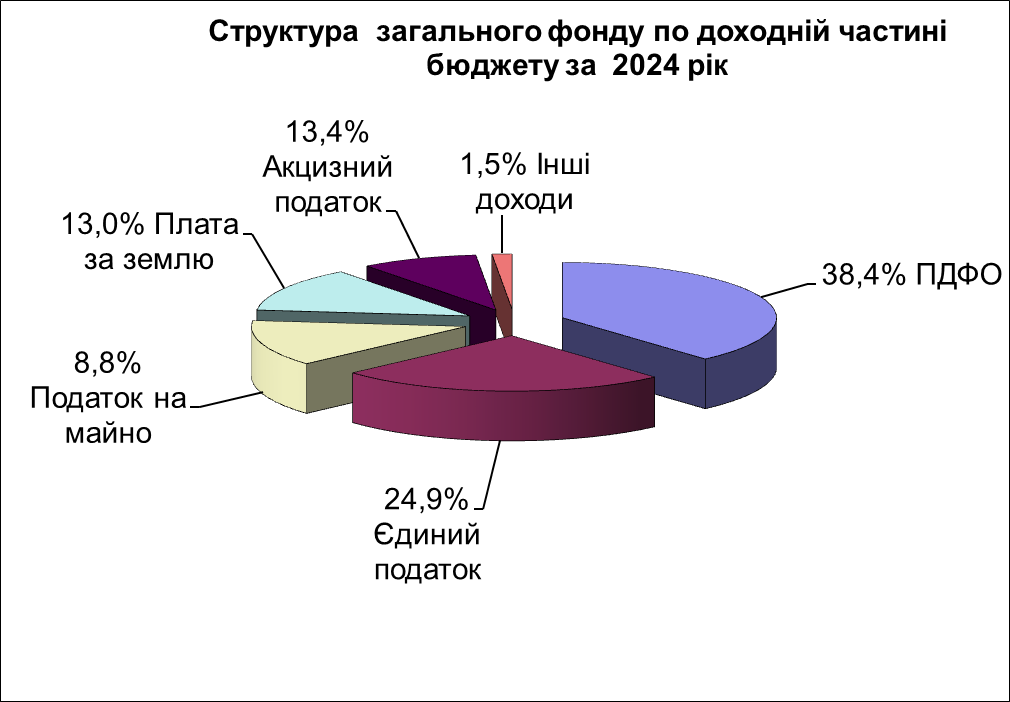 Структура загального фонду по доходній частині
бюджету за 2024 рік
13,4%
Акцизний
податок
1,5% Інші
доходи
13,0% Плата
за землю
38,4% ПДФО
8,8%
Податок на
майно
24,9%
Єдиний
податок